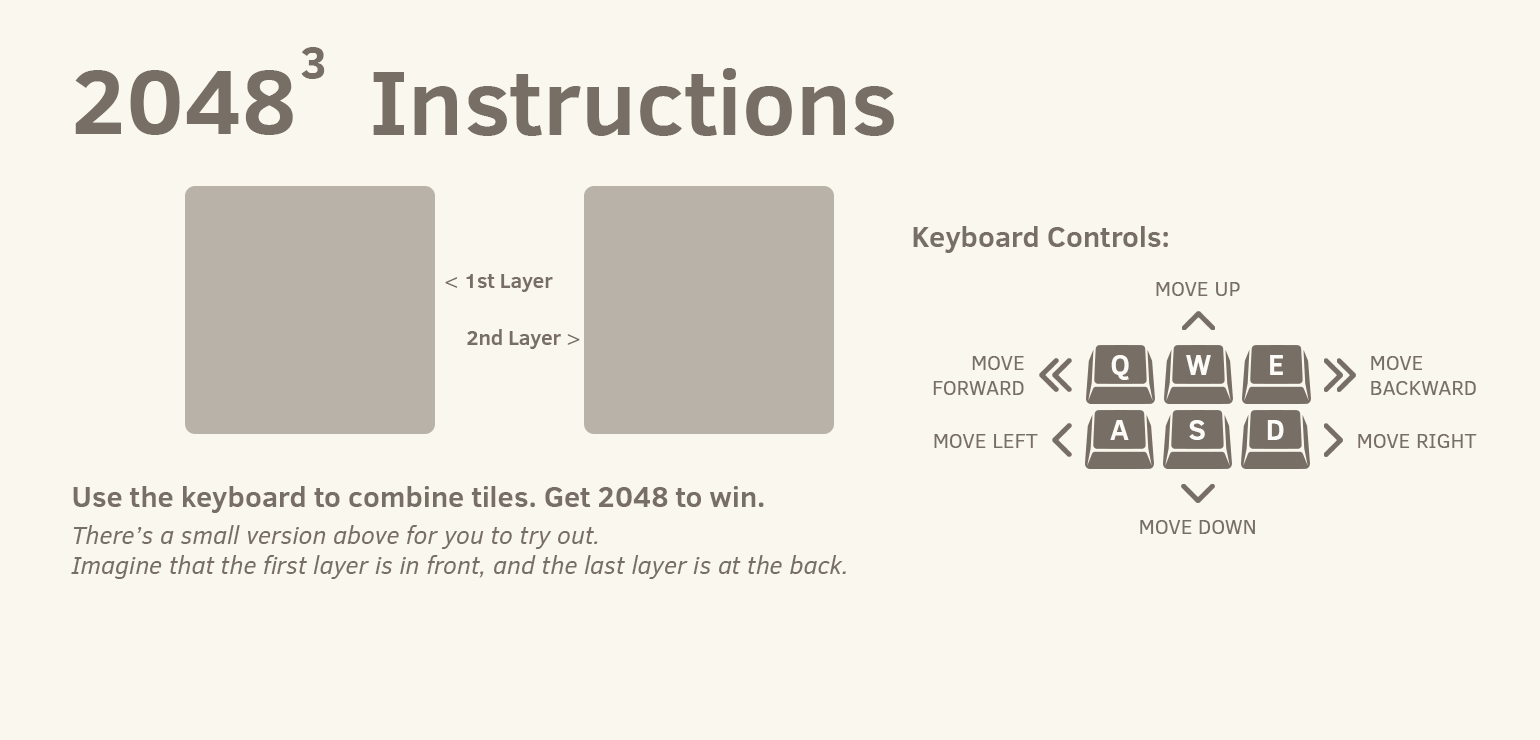 2048³ Instructions
< 1st Layer
2nd Layer >
Use the keyboard to combine tiles. Get 2048 to win.
There’s a small version above for you to try out.
Imagine that the first layer is in front, and the last layer is at the back.
Keyboard Controls:
MOVE UP
MOVE
FORWARD
Q W E
MOVE
BACKWARD
MOVE LEFT
A S D
MOVE RIGHT
MOVE DOWN